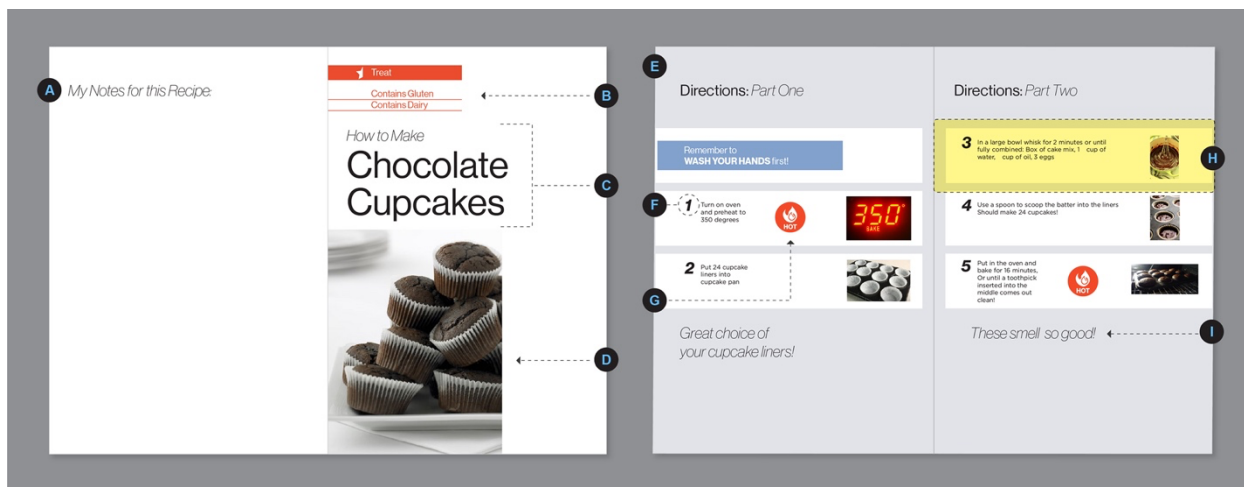 A
My Notes for this Recipe:
Treat
Contains Gluten
Contains Dairy
B
How to Make
Chocolate
Cupcakes
C
D
E
Directions: Part One
Remember to
WASH YOUR HANDS first!
F
1
Turn on oven
and preheat to
350 degrees
HOT
350°
BAKE
2
Put 24 cupcake
liners into
cupcake pan
G
Great choice of
your cupcake liners!
Directions: Part Two
3
In a large bowl whisk for 2 minutes or until
fully combined: Box of cake mix, 1 cup of
water, cup of oil, 3 eggs
H
4
Use a spoon to scoop the batter into the liners
Should make 24 cupcakes!
5
Put in the oven and
bake for 16 minutes,
Or until a toothpick
inserted into the
middle comes out
clean!
HOT
These smell so good!
I